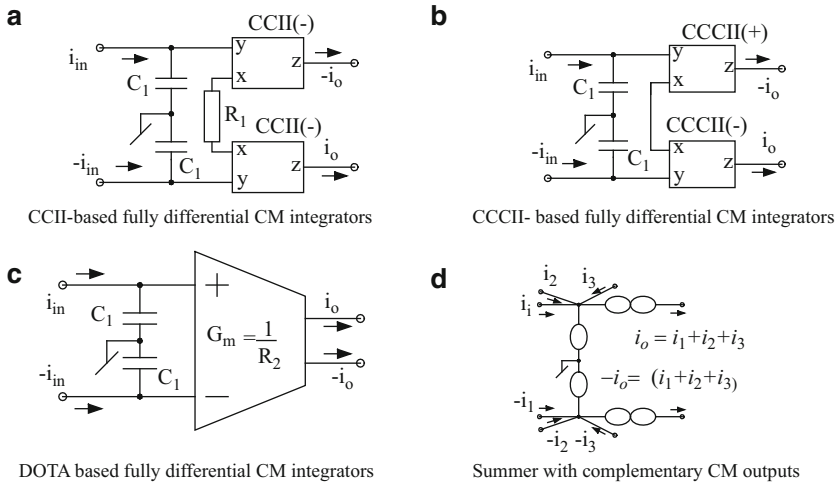 a
CCII(-)
i_in
y
z
-i_o
C_1
x
R_1
CCII(-)
x
z
i_o
-i_in
C_1
y
CCII-based fully differential CM integrators
b
CCCII(+)
i_in
y
z
-i_o
C_1
x
CCCII(-)
x
z
i_o
-i_in
C_1
y
CCCII- based fully differential CM integrators
c
i_in
+
i_o
C_1
G_m = 1/R_2
C_1
-i_o
-i_in
−
DOTA based fully differential CM integrators
d
i_2
i_3
i_i
i_o = i_1+i_2+i_3
-i_o = (i_1+i_2+i_3)
-i_1
-i_2
-i_3
Summer with complementary CM outputs